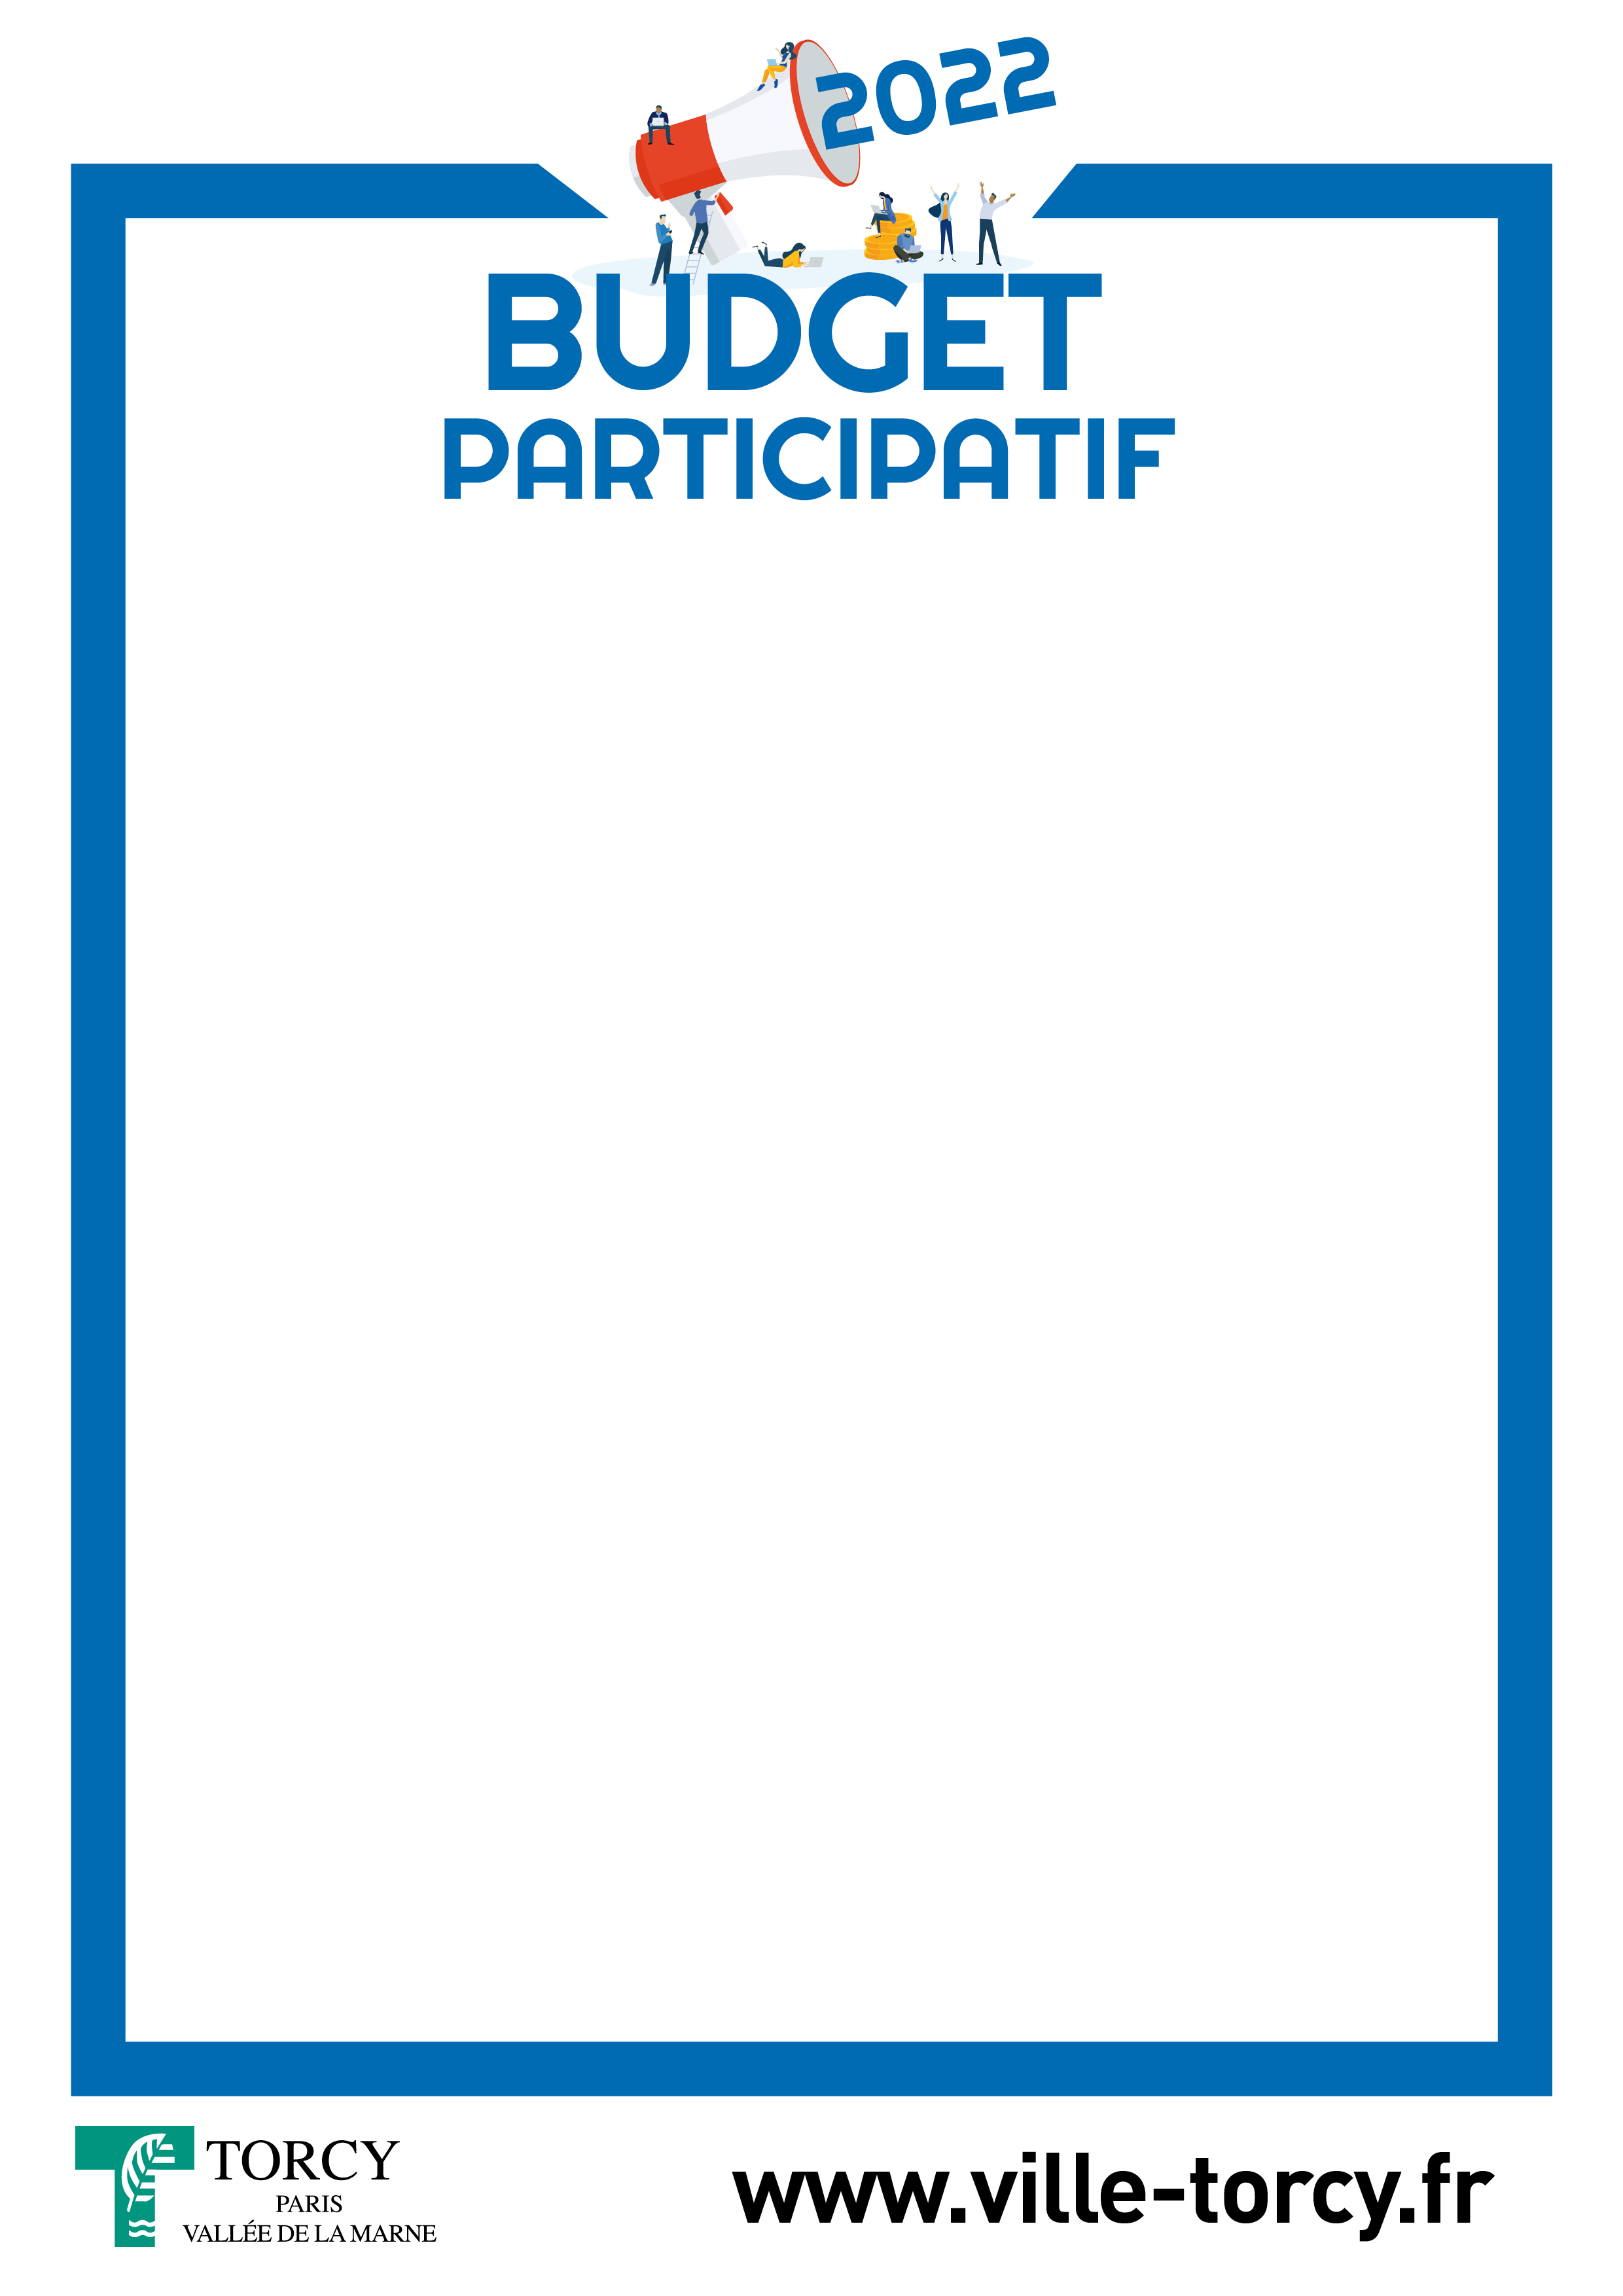 2022
BUDGET
PARTICIPATIF
TORCY
PARIS
VALLÉE DE LA MARNE
www.ville-torcy.fr